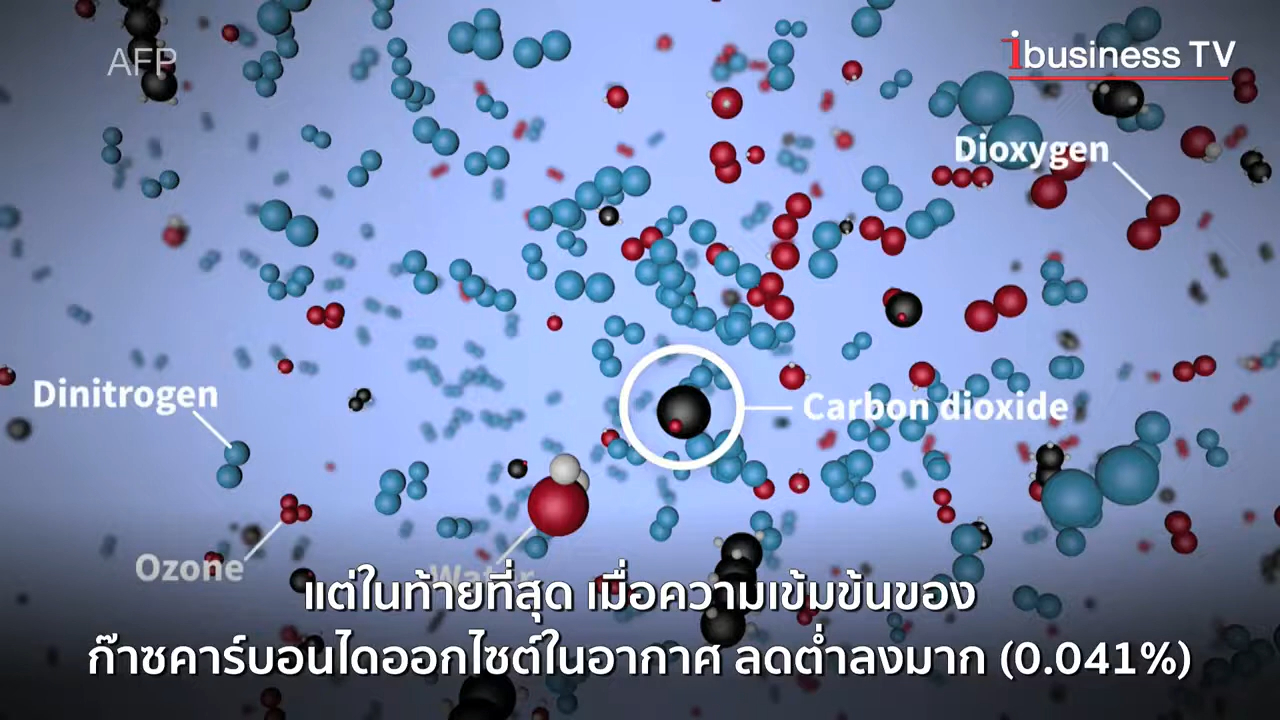 AFP
ibusiness TV
Dioxygen
Dinitrogen
Carbon dioxide
Ozone
Water
แต่ในท้ายที่สุด เมื่อความเข้มข้นของ
ก๊าซคาร์บอนไดออกไซต์ในอากาศ ลดต่ำลงมาก (0.041%)